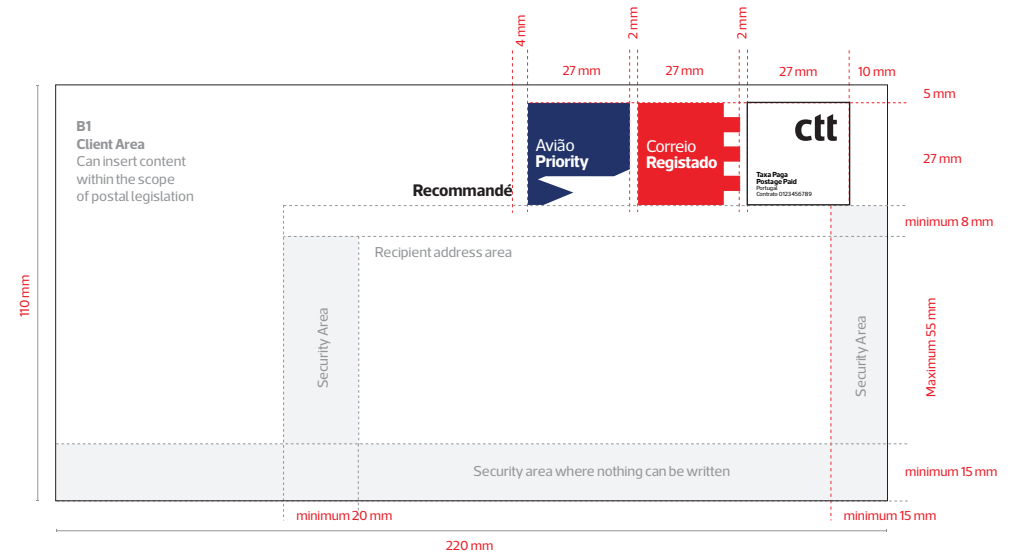 4 mm
2 mm
2 mm
27 mm
27 mm
27 mm
10 mm
5 mm
B1
Client Area
Can insert content
within the scope
of postal legislation
Recommandé
Avião
Priority
Correio
Registado
ctt
Taxa Paga
Postage Paid
Portugal
Contrato 0123456789
27 mm
minimum 8 mm
Recipient address area
110 mm
Security Area
Security Area
Maximum 55 mm
Security area where nothing can be written
minimum 15 mm
minimum 20 mm
minimum 15 mm
220 mm